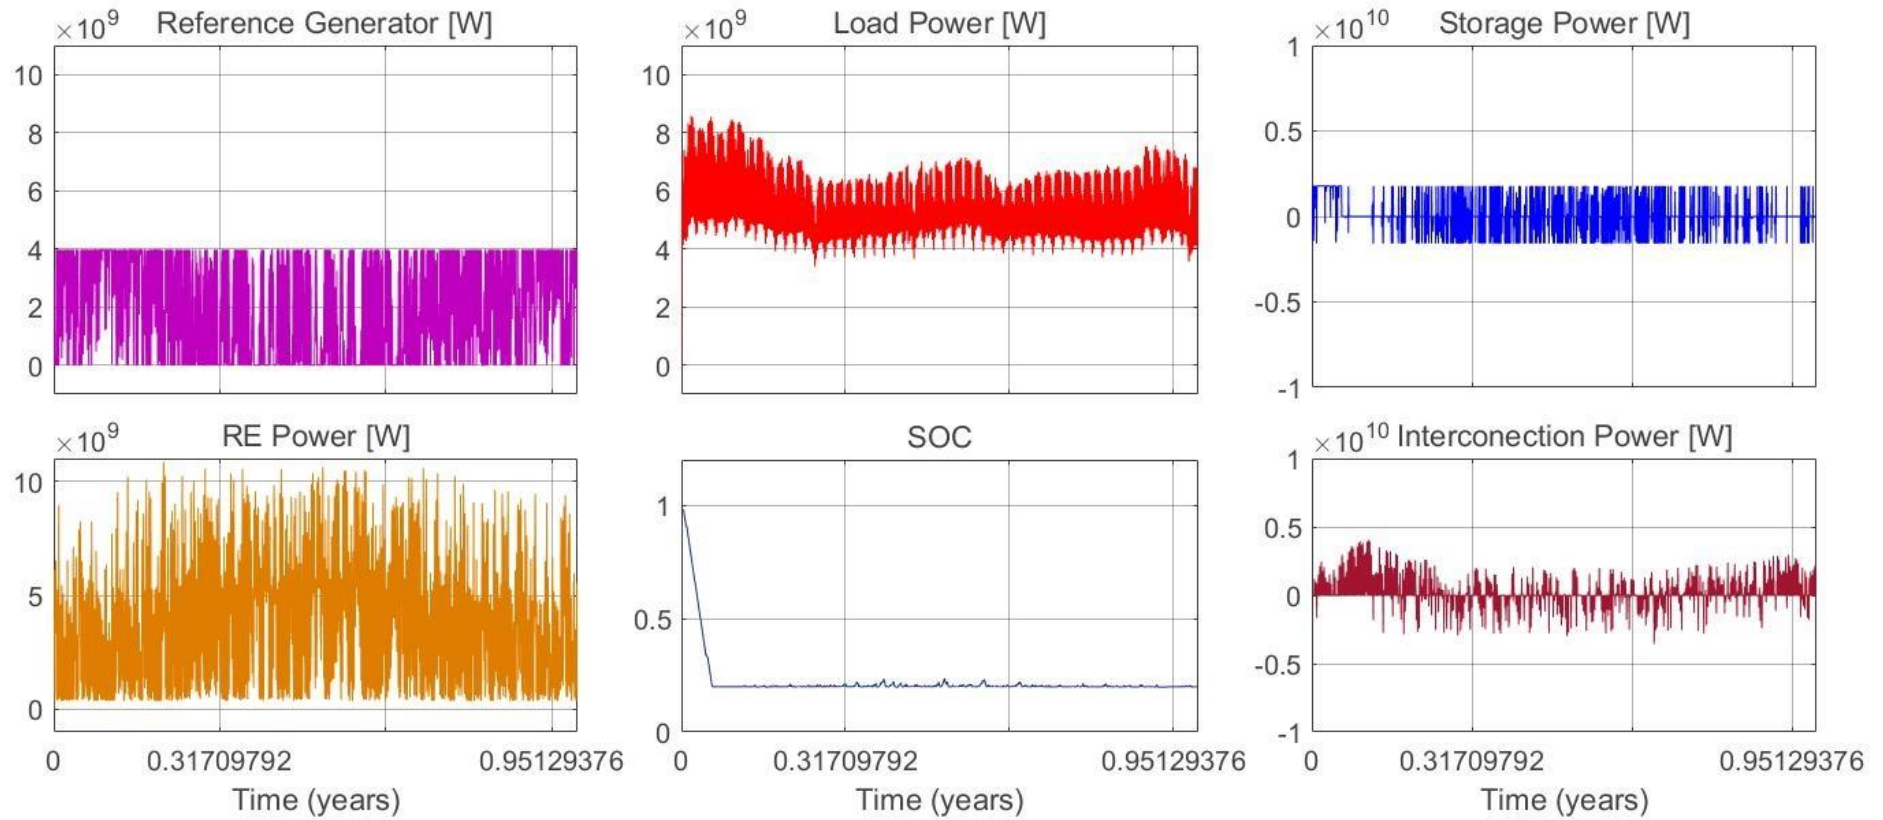 ×10^9 Reference Generator [W]
10
8
6
4
2
0
×10^9 Load Power [W]
10
8
6
4
2
0
×10^10 Storage Power [W]
1
0.5
0
-0.5
-1
×10^9 RE Power [W]
10
5
0
0 0.31709792 0.95129376
Time (years)
SOC
1
0.5
0
0 0.31709792 0.95129376
Time (years)
×10^10 Interconection Power [W]
1
0.5
0
-0.5
-1
0 0.31709792 0.95129376
Time (years)